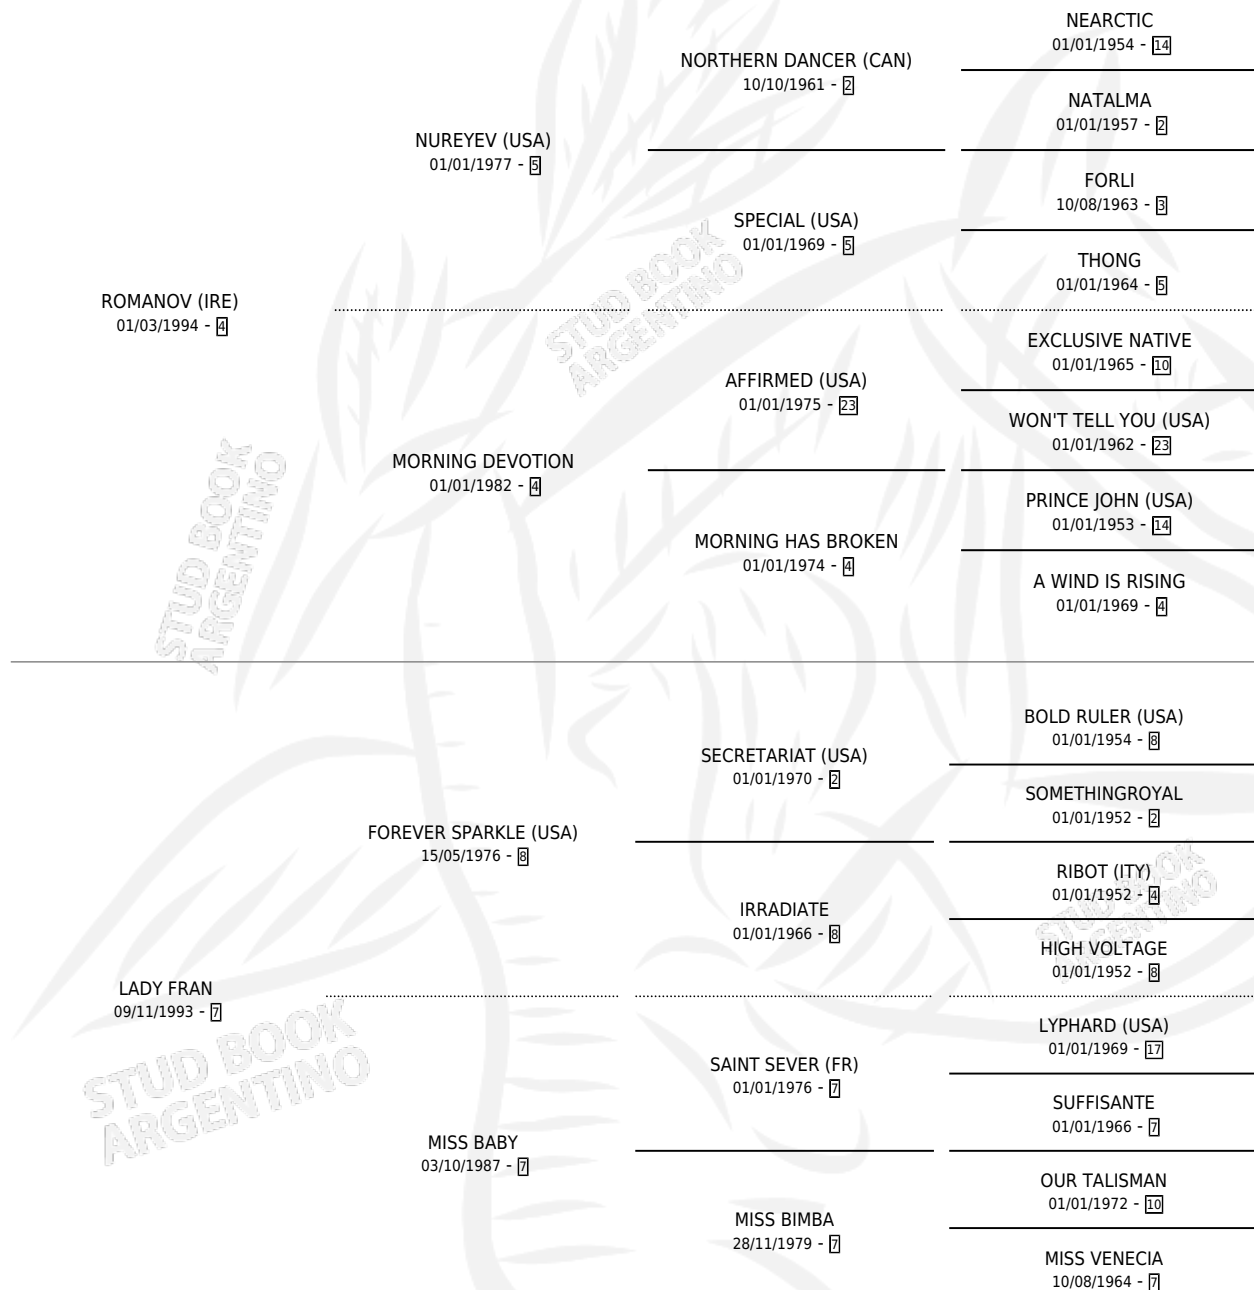 NEARCTIC
01/01/1954 - 14
NORTHERN DANCER (CAN)
10/10/1961 - 2
NATALMA
01/01/1957 - 2
NUREYEV (USA)
01/01/1977 - 5
FORLI
10/08/1963 - 3
SPECIAL (USA)
01/01/1969 - 5
THONG
01/01/1964 - 5
ROMANOV (IRE)
01/03/1994 - 4
STUD BOOK
ARGENTINO
EXCLUSIVE NATIVE
01/01/1965 - 10
AFFIRMED (USA)
01/01/1975 - 23
WON'T TELL YOU (USA)
01/01/1962 - 23
MORNING DEVOTION
01/01/1982 - 4
PRINCE JOHN (USA)
01/01/1953 - 14
MORNING HAS BROKEN
01/01/1974 - 4
A WIND IS RISING
01/01/1969 - 4
STUD BOOK
ARGENTINO
BOLD RULER (USA)
01/01/1954 - 8
SECRETARIAT (USA)
01/01/1970 - 2
SOMETHINGROYAL
01/01/1952 - 2
FOREVER SPARKLE (USA)
15/05/1976 - 8
RIBOT (ITY)
01/01/1952 - 4
IRRADIATE
01/01/1966 - 8
STUD BOOK
ARGENTINO
HIGH VOLTAGE
01/01/1952 - 8
LADY FRAN
09/11/1993 - 7
STUD BOOK
ARGENTINO
LYPHARD (USA)
01/01/1969 - 17
SAINT SEVER (FR)
01/01/1976 - 7
SUFFISANTE
01/01/1966 - 7
MISS BABY
03/10/1987 - 7
OUR TALISMAN
01/01/1972 - 10
MISS BIMBA
28/11/1979 - 7
MISS VENECIA
10/08/1964 - 7